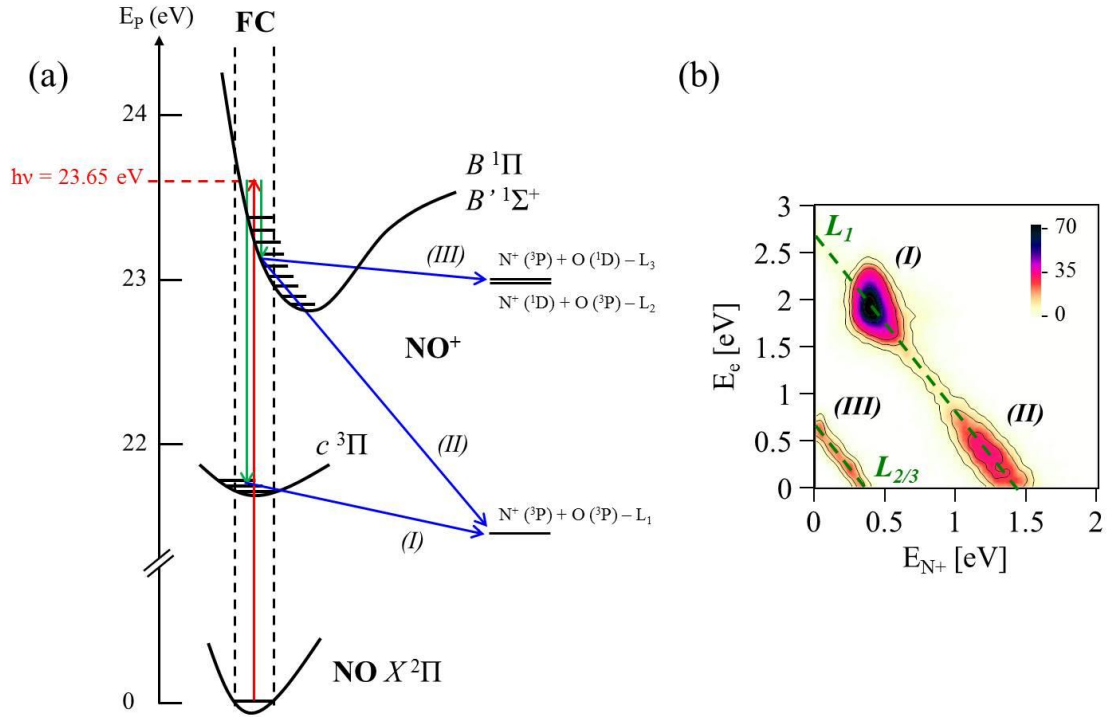 E_P (eV)
FC
(a)
24
hν = 23.65 eV
B ¹Π
B’ ¹Σ⁺
(III)
N⁺ (³P) + O (¹D) – L₃
23
N⁺ (¹D) + O (³P) – L₂
NO⁺
22
c ³Π
(II)
N⁺ (³P) + O (³P) – L₁
(I)
NO X ²Π
0
(b)
3
L₁
(I)
70
2.5
2
35
1.5
0
E_e [eV]
1
(III)
(II)
0.5
L_2/3
0
0
0.5
1
1.5
2
E_N+ [eV]